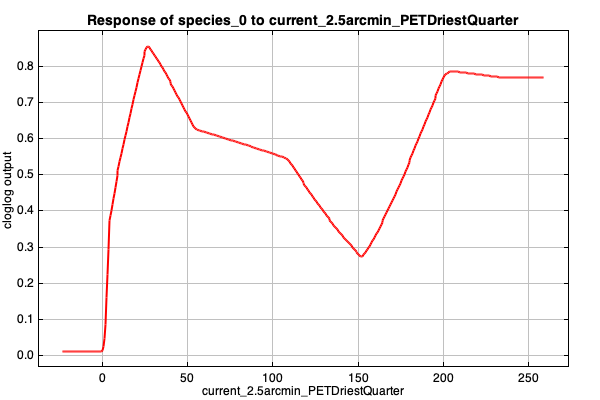 Response of species_0 to current_2.5arcmin_PETDriestQuarter
cloglog output
0.8
0.7
0.6
0.5
0.4
0.3
0.2
0.1
0.0
0 50 100 150 200 250
current_2.5arcmin_PETDriestQuarter